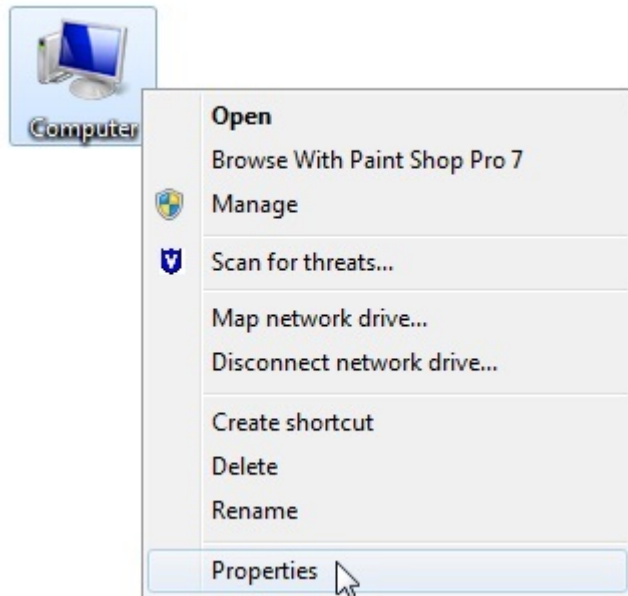 Computer
Open
Browse With Paint Shop Pro 7
Manage
Scan for threats...
Map network drive...
Disconnect network drive...
Create shortcut
Delete
Rename
Properties